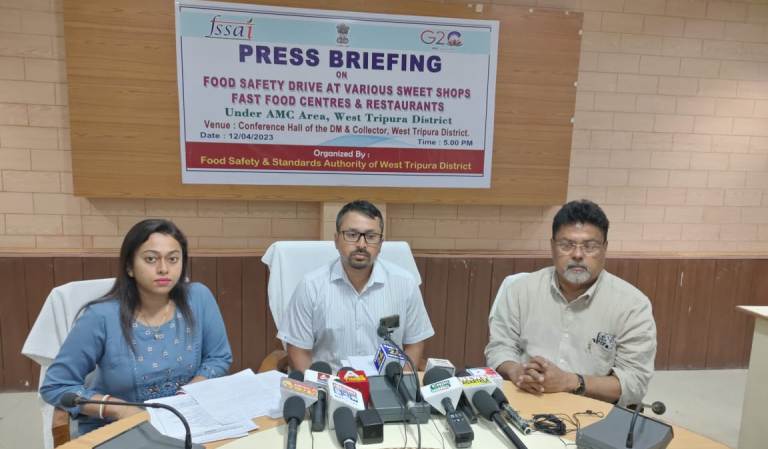 fssai
G20
PRESS BRIEFING
ON
FOOD SAFETY DRIVE AT VARIOUS SWEET SHOPS
FAST FOOD CENTRES & RESTAURANTS
Under AMC Area, West Tripura District
Venue : Conference Hall of the DM & Collector, West Tripura District.
Date : 12/04/2023 Time : 5.00 PM
Organized By :
Food Safety & Standards Authority of West Tripura District